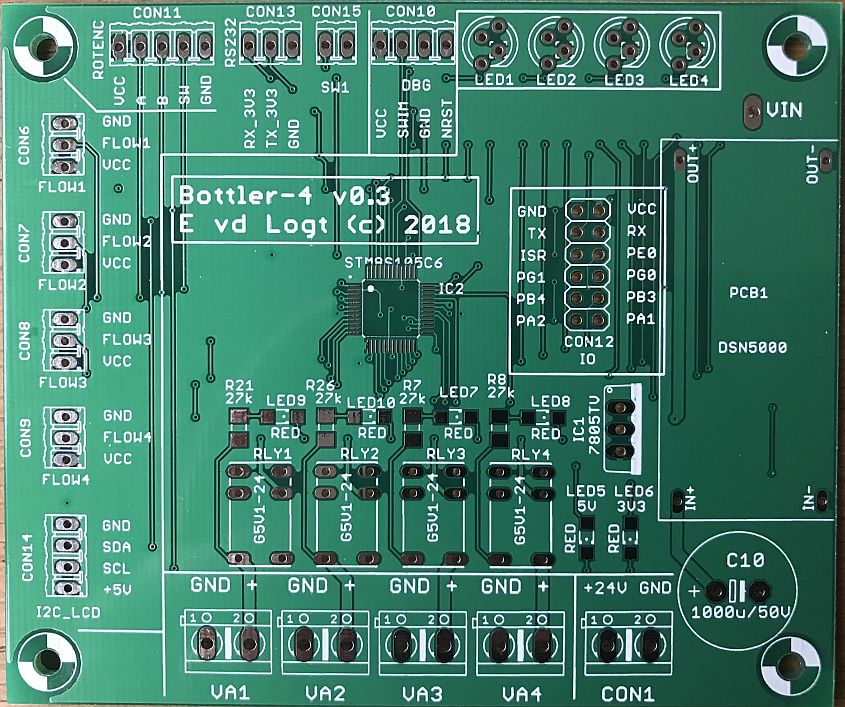 CON11 CON13 CON15 CON10
ROTENC
RS232
VCC A B SW GND
RX_3V3 TX_3V3 GND
SW1
DBG
VCC SWIM GND NRST
LED1 LED2 LED3 LED4
VIN
OUT+ OUT-
CON6
GND
FLOW1
VCC
FLOW1
CON7
GND
FLOW2
VCC
FLOW2
CON8
GND
FLOW3
VCC
FLOW3
CON9
GND
FLOW4
VCC
FLOW4
CON14
GND
SDA
SCL
+5V
I2C_LCD
Bottler-4 v0.3
E vd Logt (c) 2018
STM8S105C6
IC2
GND VCC
TX RX
ISR PE0
PG1 PG0
PB4 PB3
PA2 PA1
CON12
IO
PCB1
DSN5000
IN+ IN-
R21 R26 R7 R8
27k 27k 27k 27k
LED9 LED10 LED7 LED8
RED RED RED RED
IC1
7805TV
RLY1 RLY2 RLY3 RLY4
G5V1-24 G5V1-24 G5V1-24 G5V1-24
LED5 LED6
5V 3V3
RED RED
C10
+
1000u/50V
GND + GND + GND + GND + +24V GND
1 2 1 2 1 2 1 2 1 2
VA1 VA2 VA3 VA4 CON1